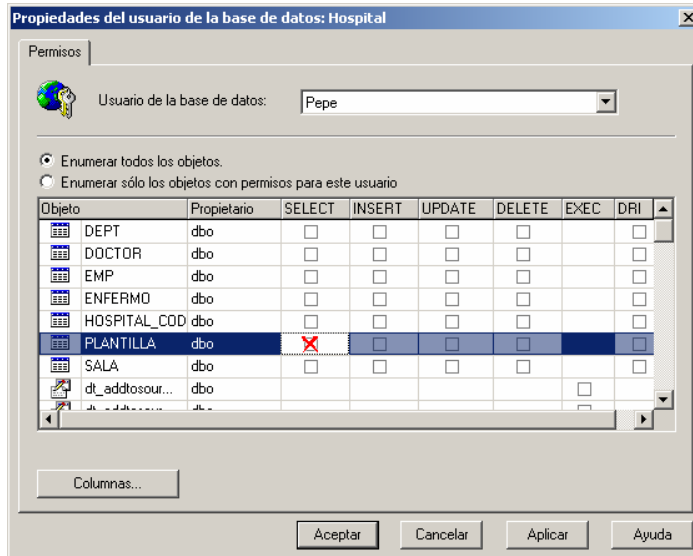 Propiedades del usuario de la base de datos: Hospital
Permisos
Usuario de la base de datos: Pepe
Enumerar todos los objetos.
Enumerar sólo los objetos con permisos para este usuario
Objeto Propietario SELECT INSERT UPDATE DELETE EXEC DRI
DEPT dbo
DOCTOR dbo
EMP dbo
ENFERMO dbo
HOSPITAL_COD dbo
PLANTILLA dbo
SALA dbo
dt_addtosour... dbo
Columnas...
Aceptar Cancelar Aplicar Ayuda